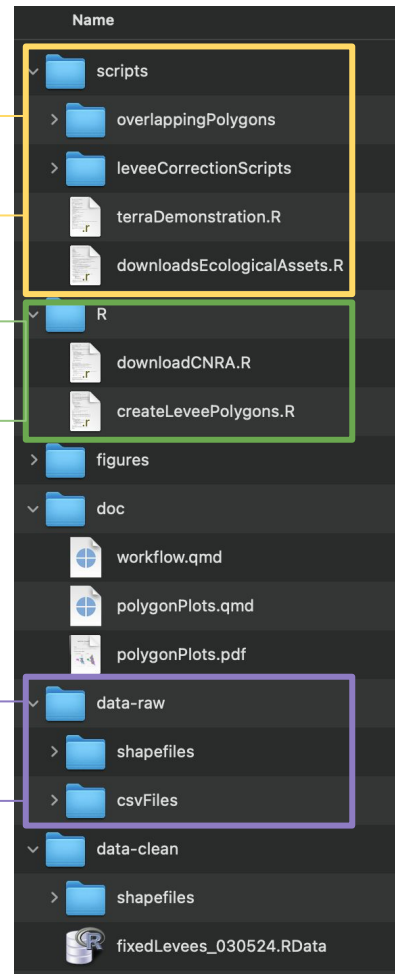 Name
scripts
overlappingPolygons
leveeCorrectionScripts
terraDemonstration.R
downloadsEcologicalAssets.R
R
downloadCNRA.R
createLeveePolygons.R
figures
doc
workflow.qmd
polygonPlots.qmd
polygonPlots.pdf
data-raw
shapefiles
csvFiles
data-clean
shapefiles
fixedLevees_030524.RData